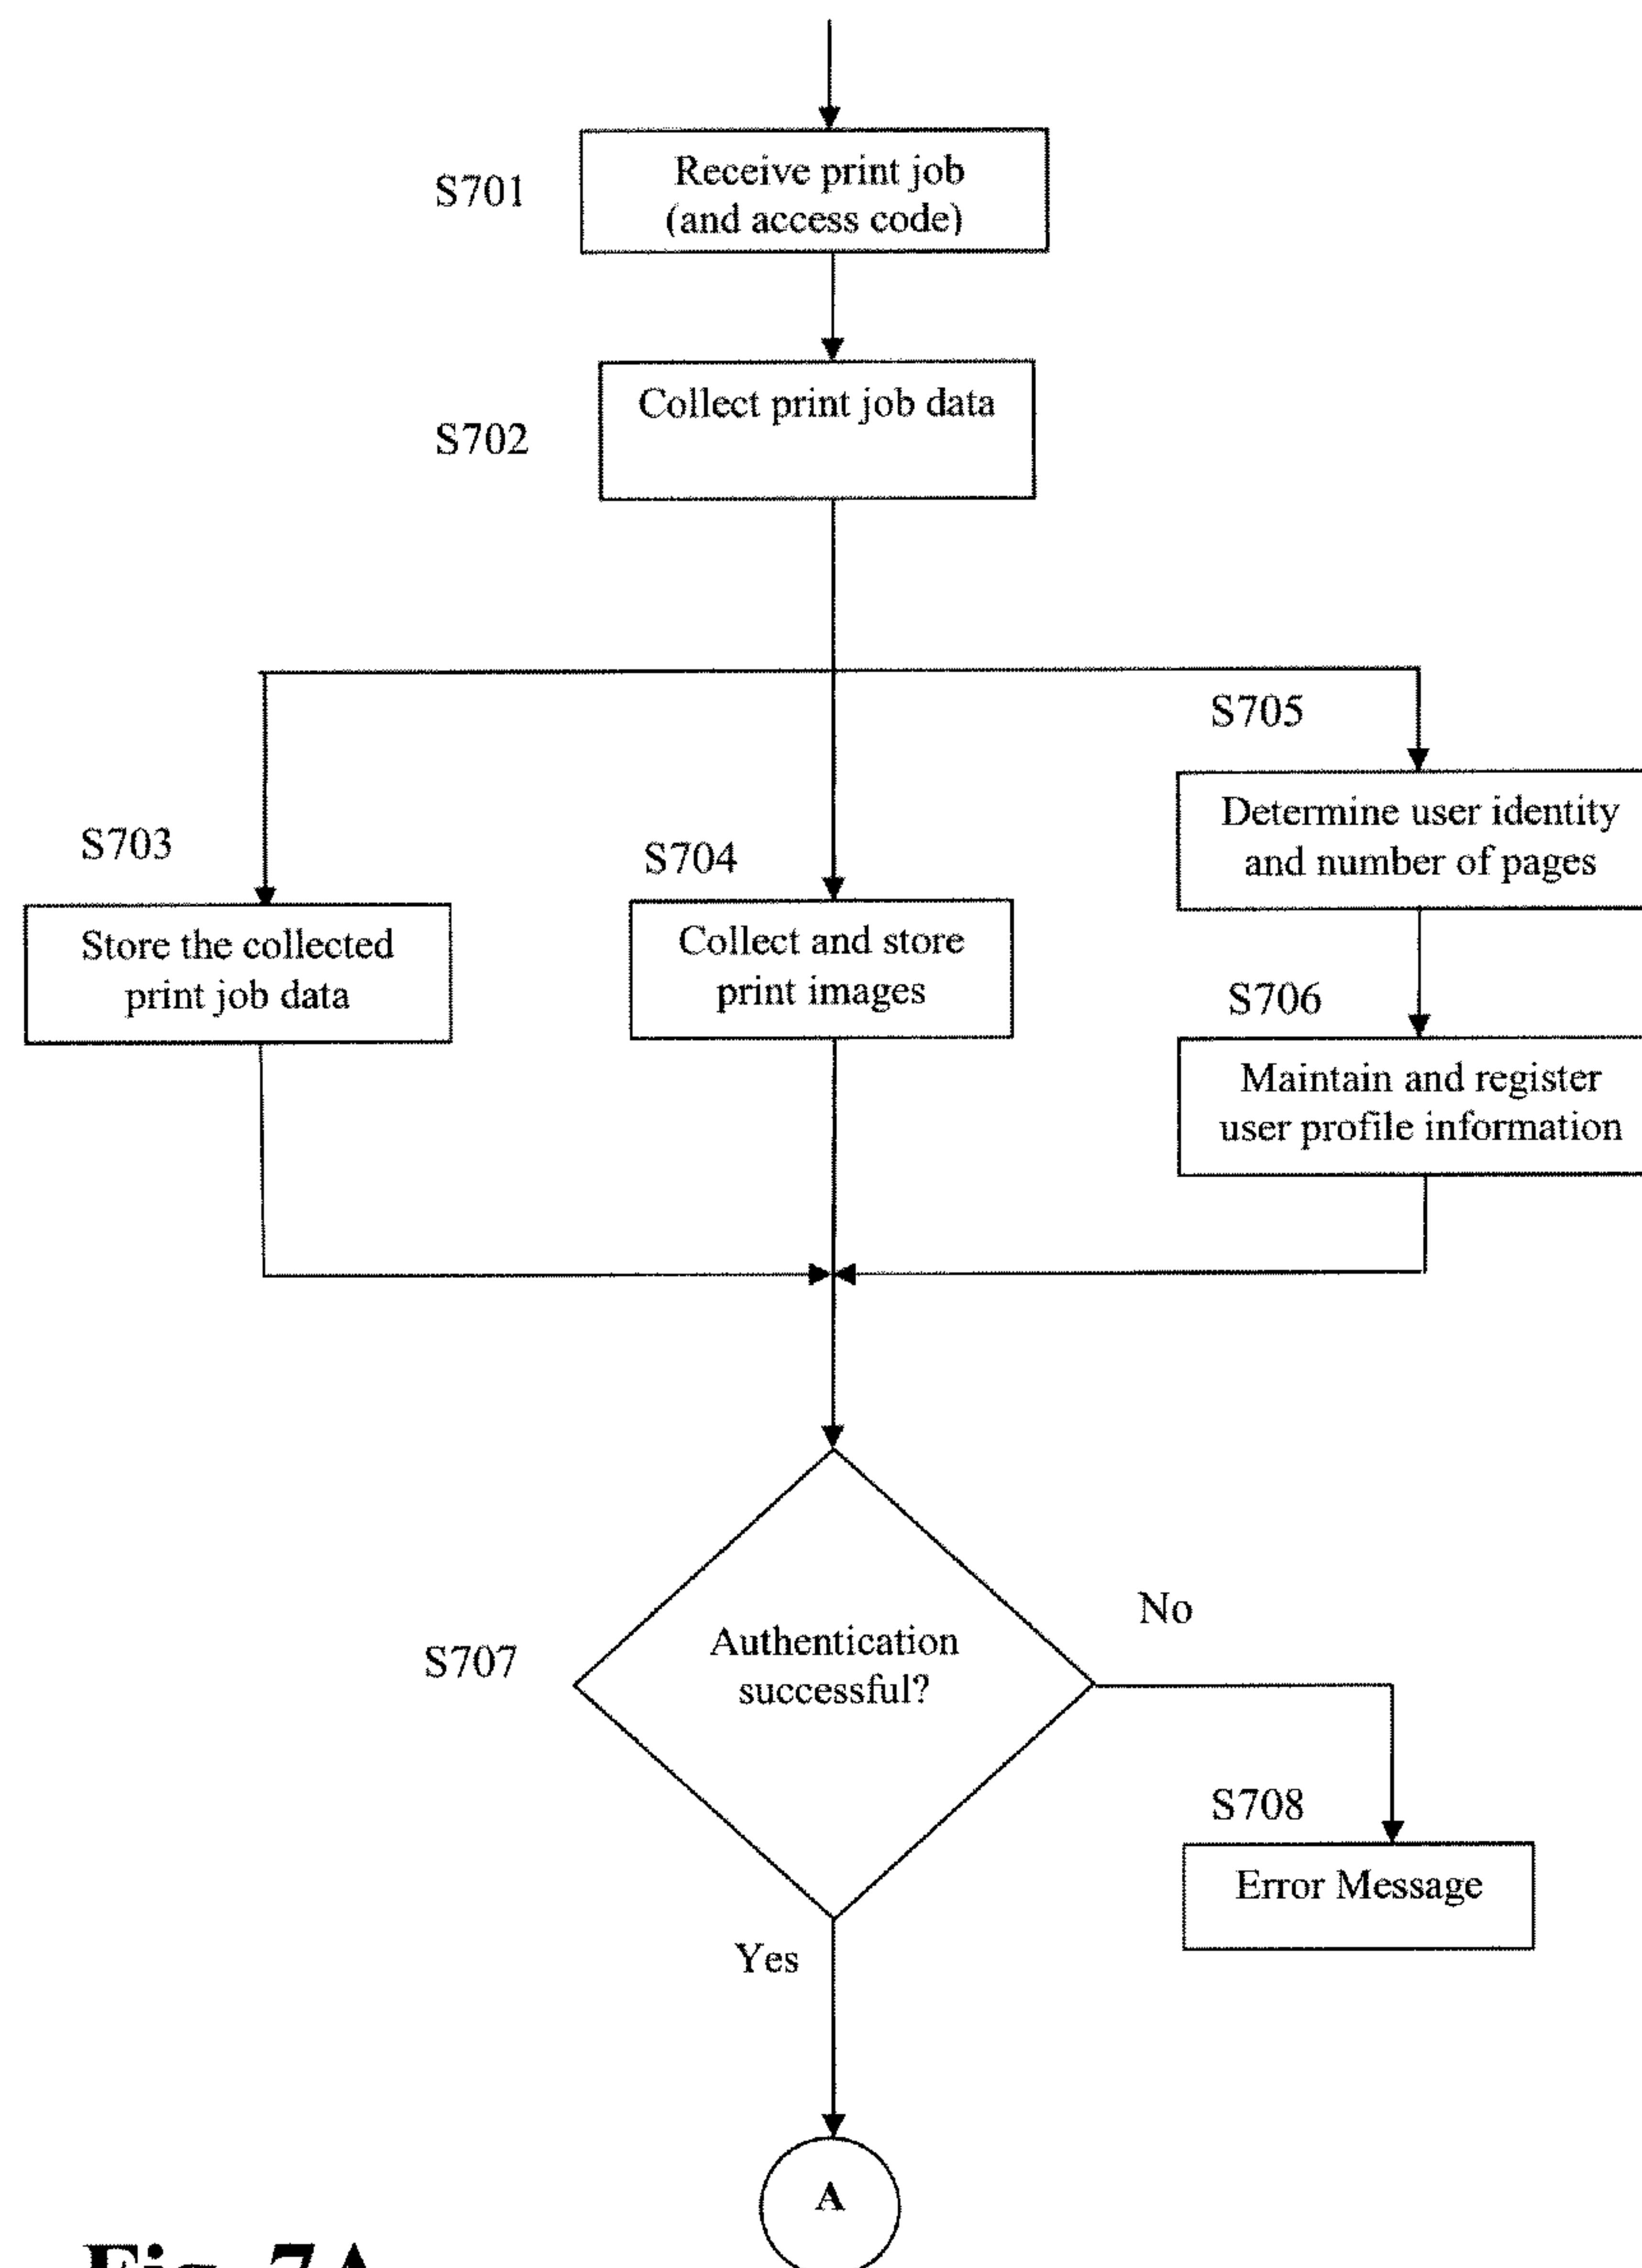 S701
Receive print job
(and access code)
S702
Collect print job data
S703
Store the collected
print job data
S704
Collect and store
print images
S705
Determine user identity
and number of pages
S706
Maintain and register
user profile information
S707
Authentication
successful?
No
S708
Error Message
Yes
A
Fig. 7A